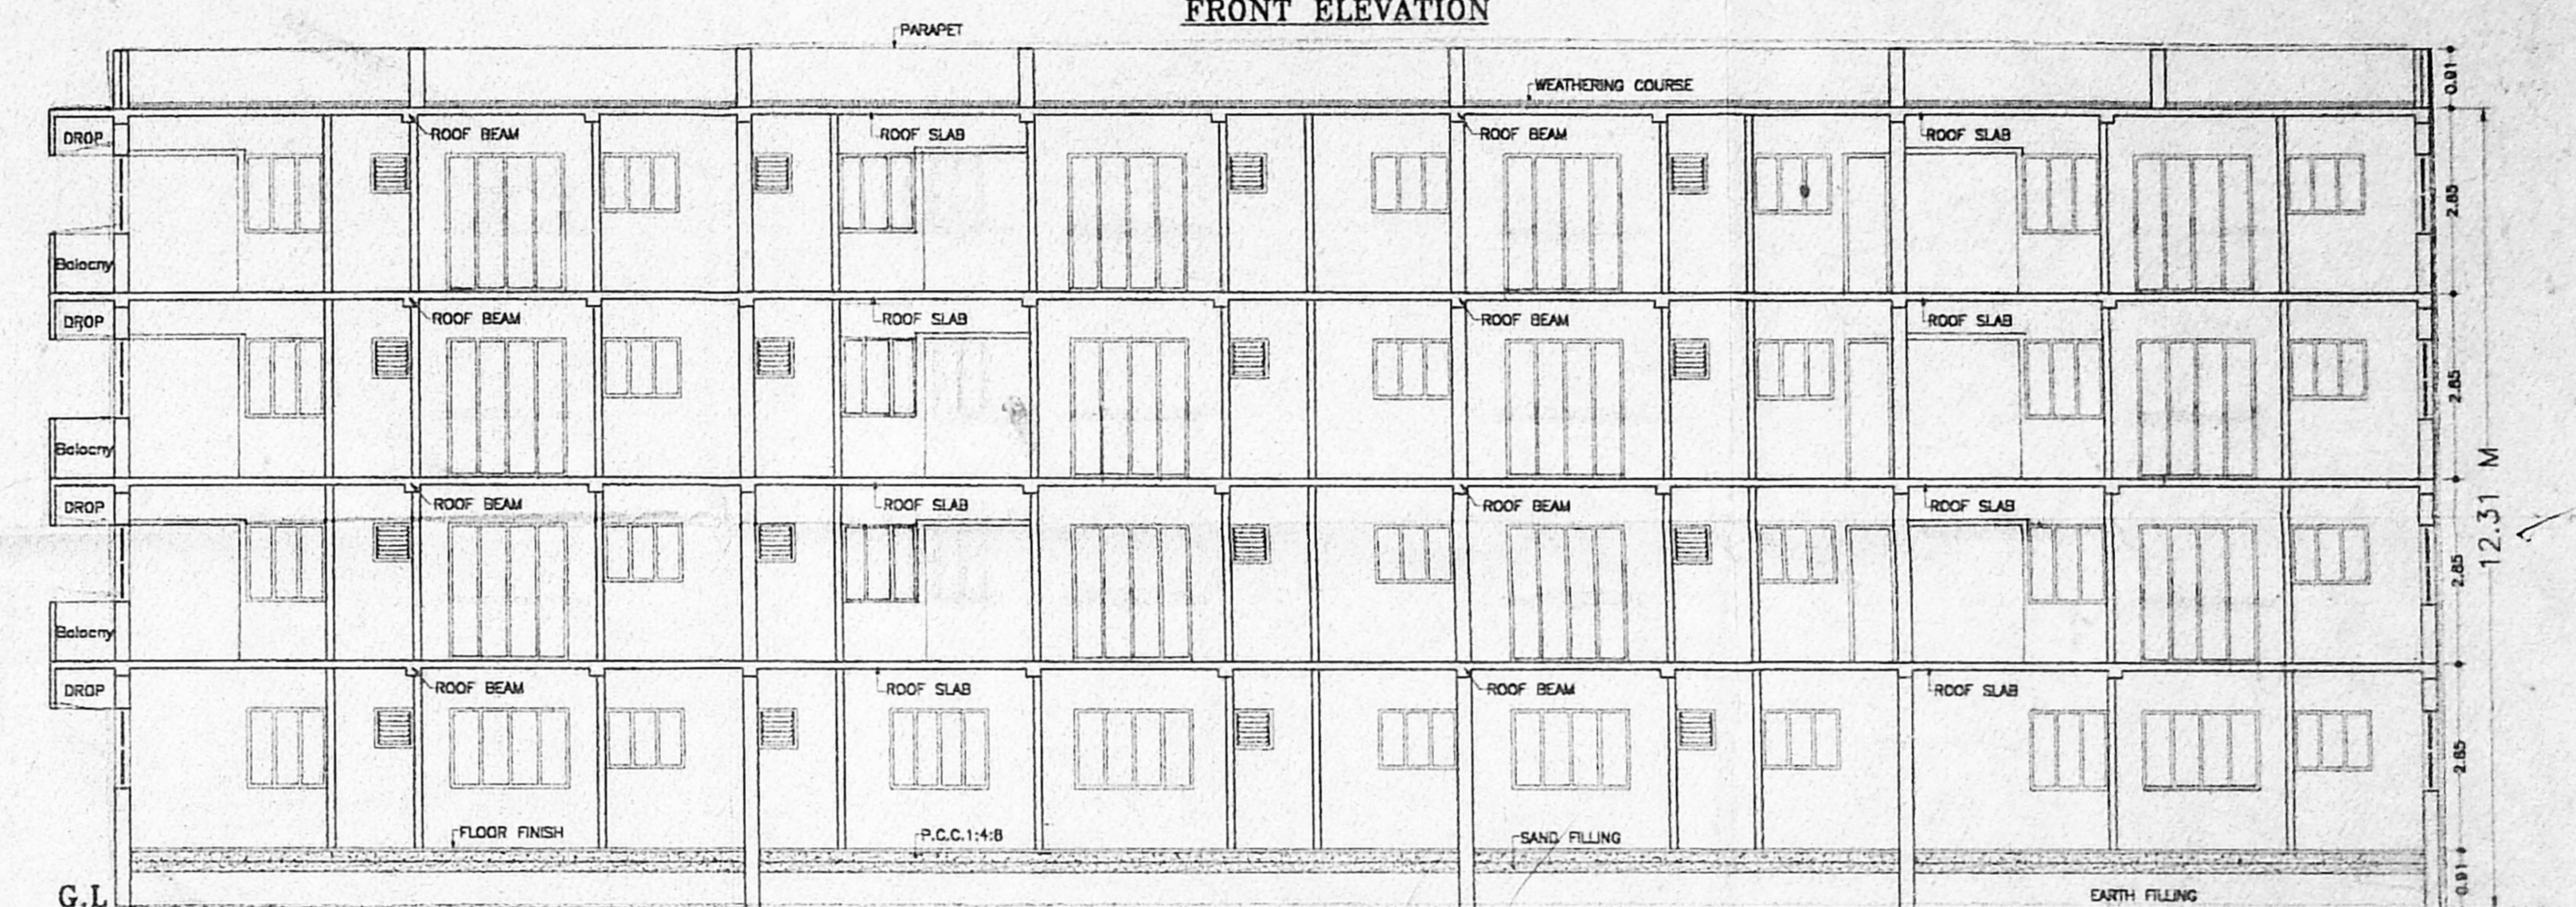 FRONT ELEVATION
PARAPET
0.91
WEATHERING COURSE
DROP
ROOF BEAM
ROOF SLAB
ROOF BEAM
ROOF SLAB
2.85
Balocny
DROP
ROOF BEAM
ROOF SLAB
ROOF BEAM
ROOF SLAB
2.85
Balocny
12.31 M
DROP
ROOF BEAM
ROOF SLAB
ROOF BEAM
ROOF SLAB
2.85
Balocny
DROP
ROOF BEAM
ROOF SLAB
ROOF BEAM
ROOF SLAB
2.85
FLOOR FINISH
P.C.C.1:4:8
SAND FILLING
G.L
EARTH FILLING
0.91